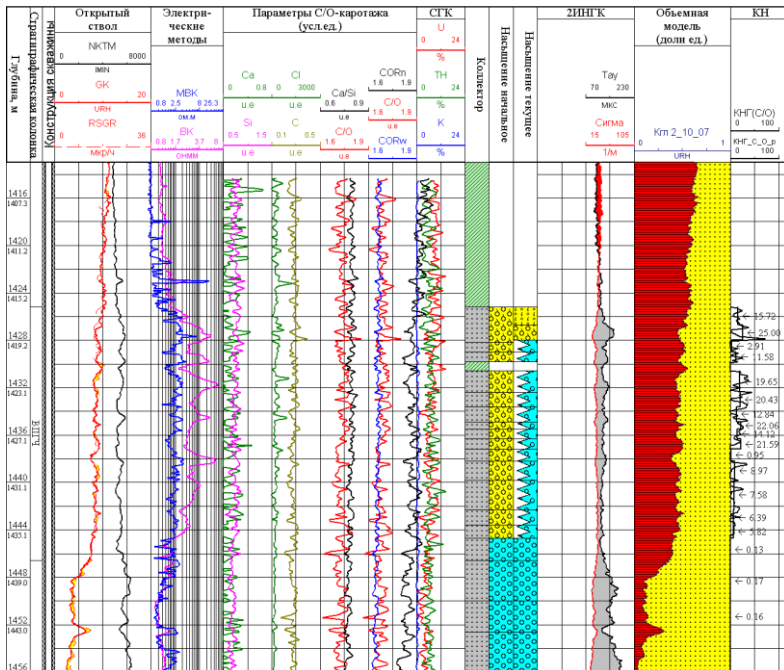 Глубина, м
Стратиграфическая колонка
Конструкция скважины
Открытый
ствол
NKTM
0 8000
IMIN
GK
0 20
URH
RSGR
0 36
мкр/ч
Электри-
ческие
методы
МВК
0.8 2.5 8 25.3
OM.M
BK
0.8 1.7 3.7 8
OHMM
Параметры С/О-каротажа
(усл.ед.)
Ca
0
u.e
Si
0.5 1.5
u.e
Cl
0 3000
u.e
C
0.1 0.5
u.e
Ca/Si
0.6 0.9
u.e
C/O
1.6 1.9
u.e
CORn
1.6 1.9
C/O
1.6 1.9
u.e
CORw
1.6 1.9
СГК
U
0 24
%
TH
0 24
%
K
0 24
%
Коллектор
Насыщение начальное
Насыщение текущее
2ИНГК
Тау
70 230
мкс
Сигма
15 105
1/м
Объемная
модель
(доли ед.)
Кгл 2_10_07
0 1
URH
КН
КНГ(С/О)
0 100
КНГ_С_О_р
0 100
1416
1407.3
1420
1411.2
1424
1415.2
1428
1419.2
1432
1423.1
1436
1427.1
1440
1431.1
1444
1435.1
1448
1439.0
1452
1443.0
1456
15.72
25.00
2.91
11.58
19.65
20.43
12.84
22.06
14.12
21.59
0.95
8.97
7.58
6.39
5.82
0.13
0.17
0.16